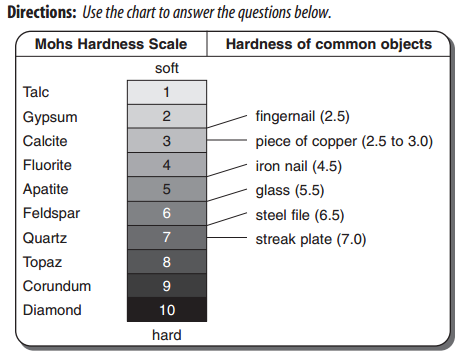 Directions: Use the chart to answer the questions below.
Mohs Hardness Scale Hardness of common objects
soft
Talc 1
Gypsum 2 fingernail (2.5)
Calcite 3 piece of copper (2.5 to 3.0)
Fluorite 4 iron nail (4.5)
Apatite 5 glass (5.5)
Feldspar 6 steel file (6.5)
Quartz 7 streak plate (7.0)
Topaz 8
Corundum 9
Diamond 10
hard